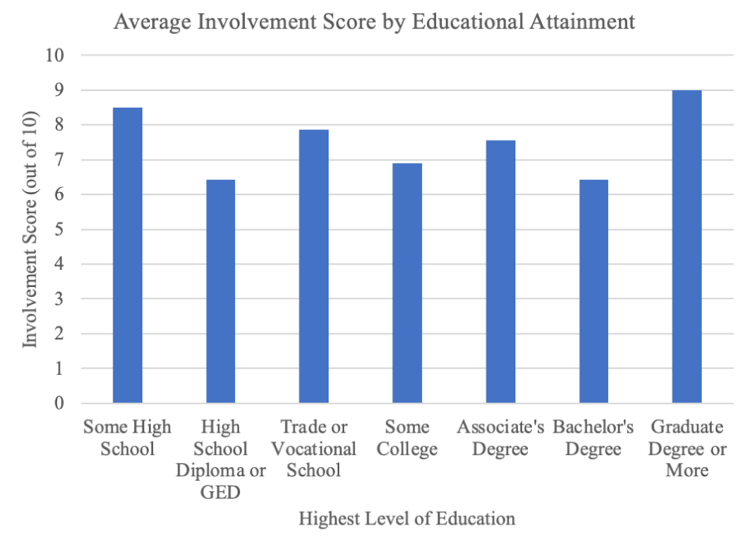 Average Involvement Score by Educational Attainment
Involvement Score (out of 10)
10
9
8
7
6
5
4
3
2
1
0
Some High
School
High
School
Diploma or
GED
Trade or
Vocational
School
Some
College
Associate's
Degree
Bachelor's
Degree
Graduate
Degree or
More
Highest Level of Education